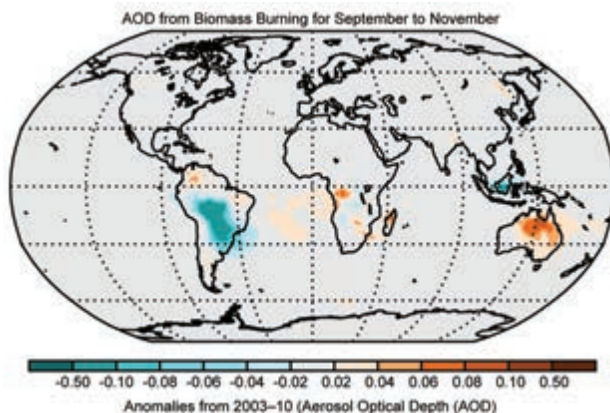 AOD from Biomass Burning for September to November
-0.50 -0.10 -0.08 -0.06 -0.04 -0.02 0.02 0.04 0.06 0.08 0.10 0.50
Anomalies from 2003–10 (Aerosol Optical Depth (AOD)